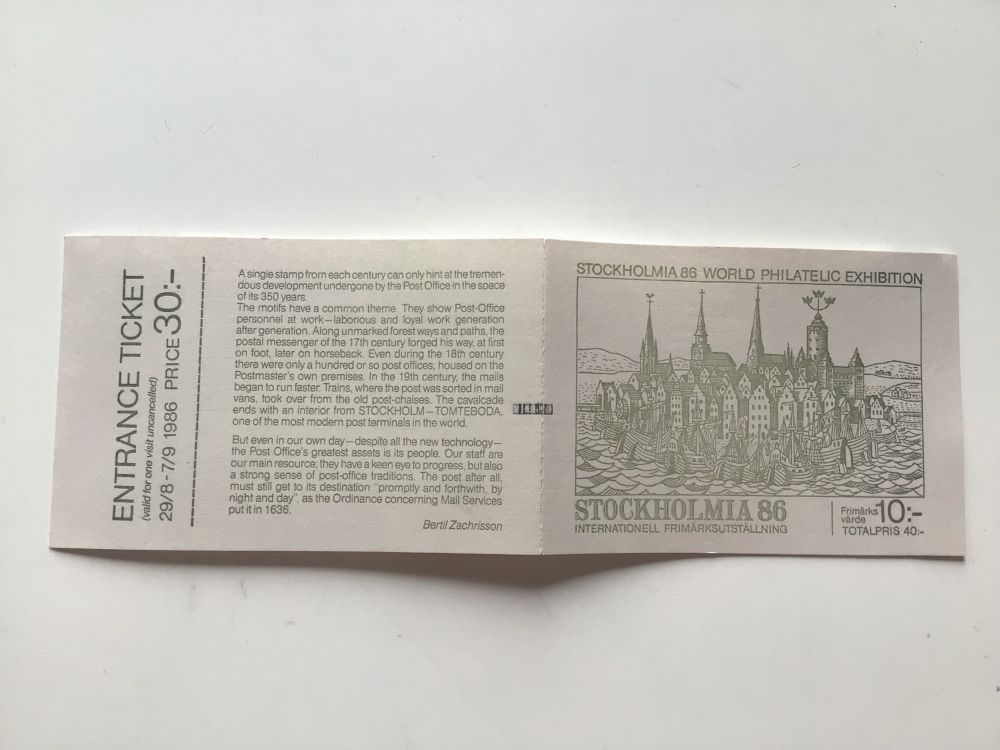 ENTRANCE TICKET
(valid for one visit uncancelled)
29/8-7/9 1986 PRICE 30:-
A single stamp from each century can only hint at the tremen-
dous development undergone by the Post Office in the space
of its 350 years.
The motifs have a common theme. They show Post-Office
personnel at work—laborious and loyal work generation
after generation. Along unmarked forest ways and paths, the
postal messenger of the 17th century forged his way, at first
on foot, later on horseback. Even during the 18th century
there were only a hundred or so post offices, housed on the
Postmaster's own premises. In the 19th century, the mails
began to run faster. Trains, where the post was sorted in mail
vans, took over from the old post-chaises. The cavalcade
ends with an interior from STOCKHOLM—TOMTEBODA,
one of the most modern post terminals in the world.
But even in our own day—despite all the new technology—
the Post Office's greatest assets is its people. Our staff are
our main resource; they have a keen eye to progress, but also
a strong sense of post-office traditions. The post after all,
must still get to its destination "promptly and forthwith, by
night and day", as the Ordinance concerning Mail Services
put it in 1636.
Bertil Zachrisson
STOCKHOLMIA 86 WORLD PHILATELIC EXHIBITION
STOCKHOLMIA 86
INTERNATIONELL FRIMÄRKSUTSTÄLLNING
Frimärks
värde 10:-
TOTALPRIS 40:-